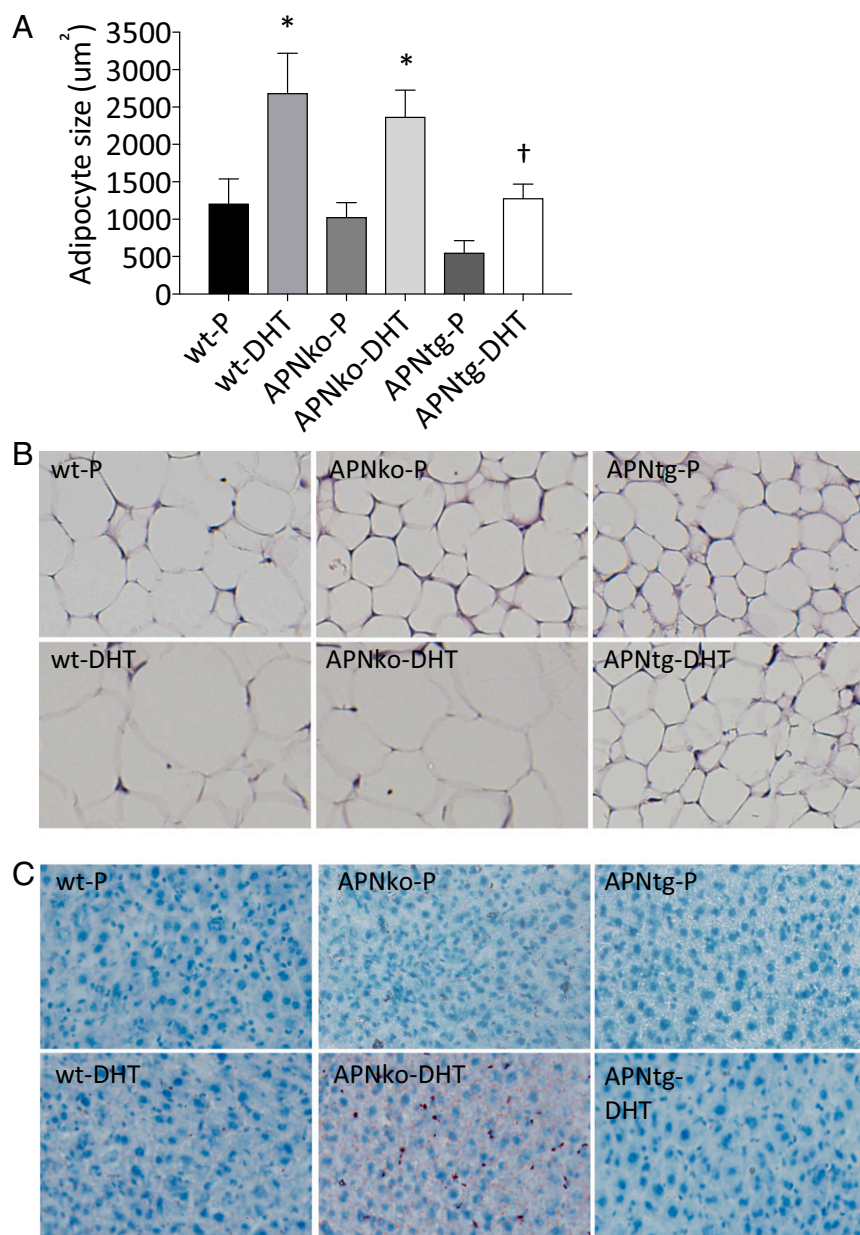 A
Adipocyte size (um²)
3500
3000
2500
2000
1500
1000
500
0
*
*
†
wt-P
wt-DHT
APNko-P
APNko-DHT
APNtg-P
APNtg-DHT
B
wt-P
APNko-P
APNtg-P
wt-DHT
APNko-DHT
APNtg-DHT
C
wt-P
APNko-P
APNtg-P
wt-DHT
APNko-DHT
APNtg-
DHT